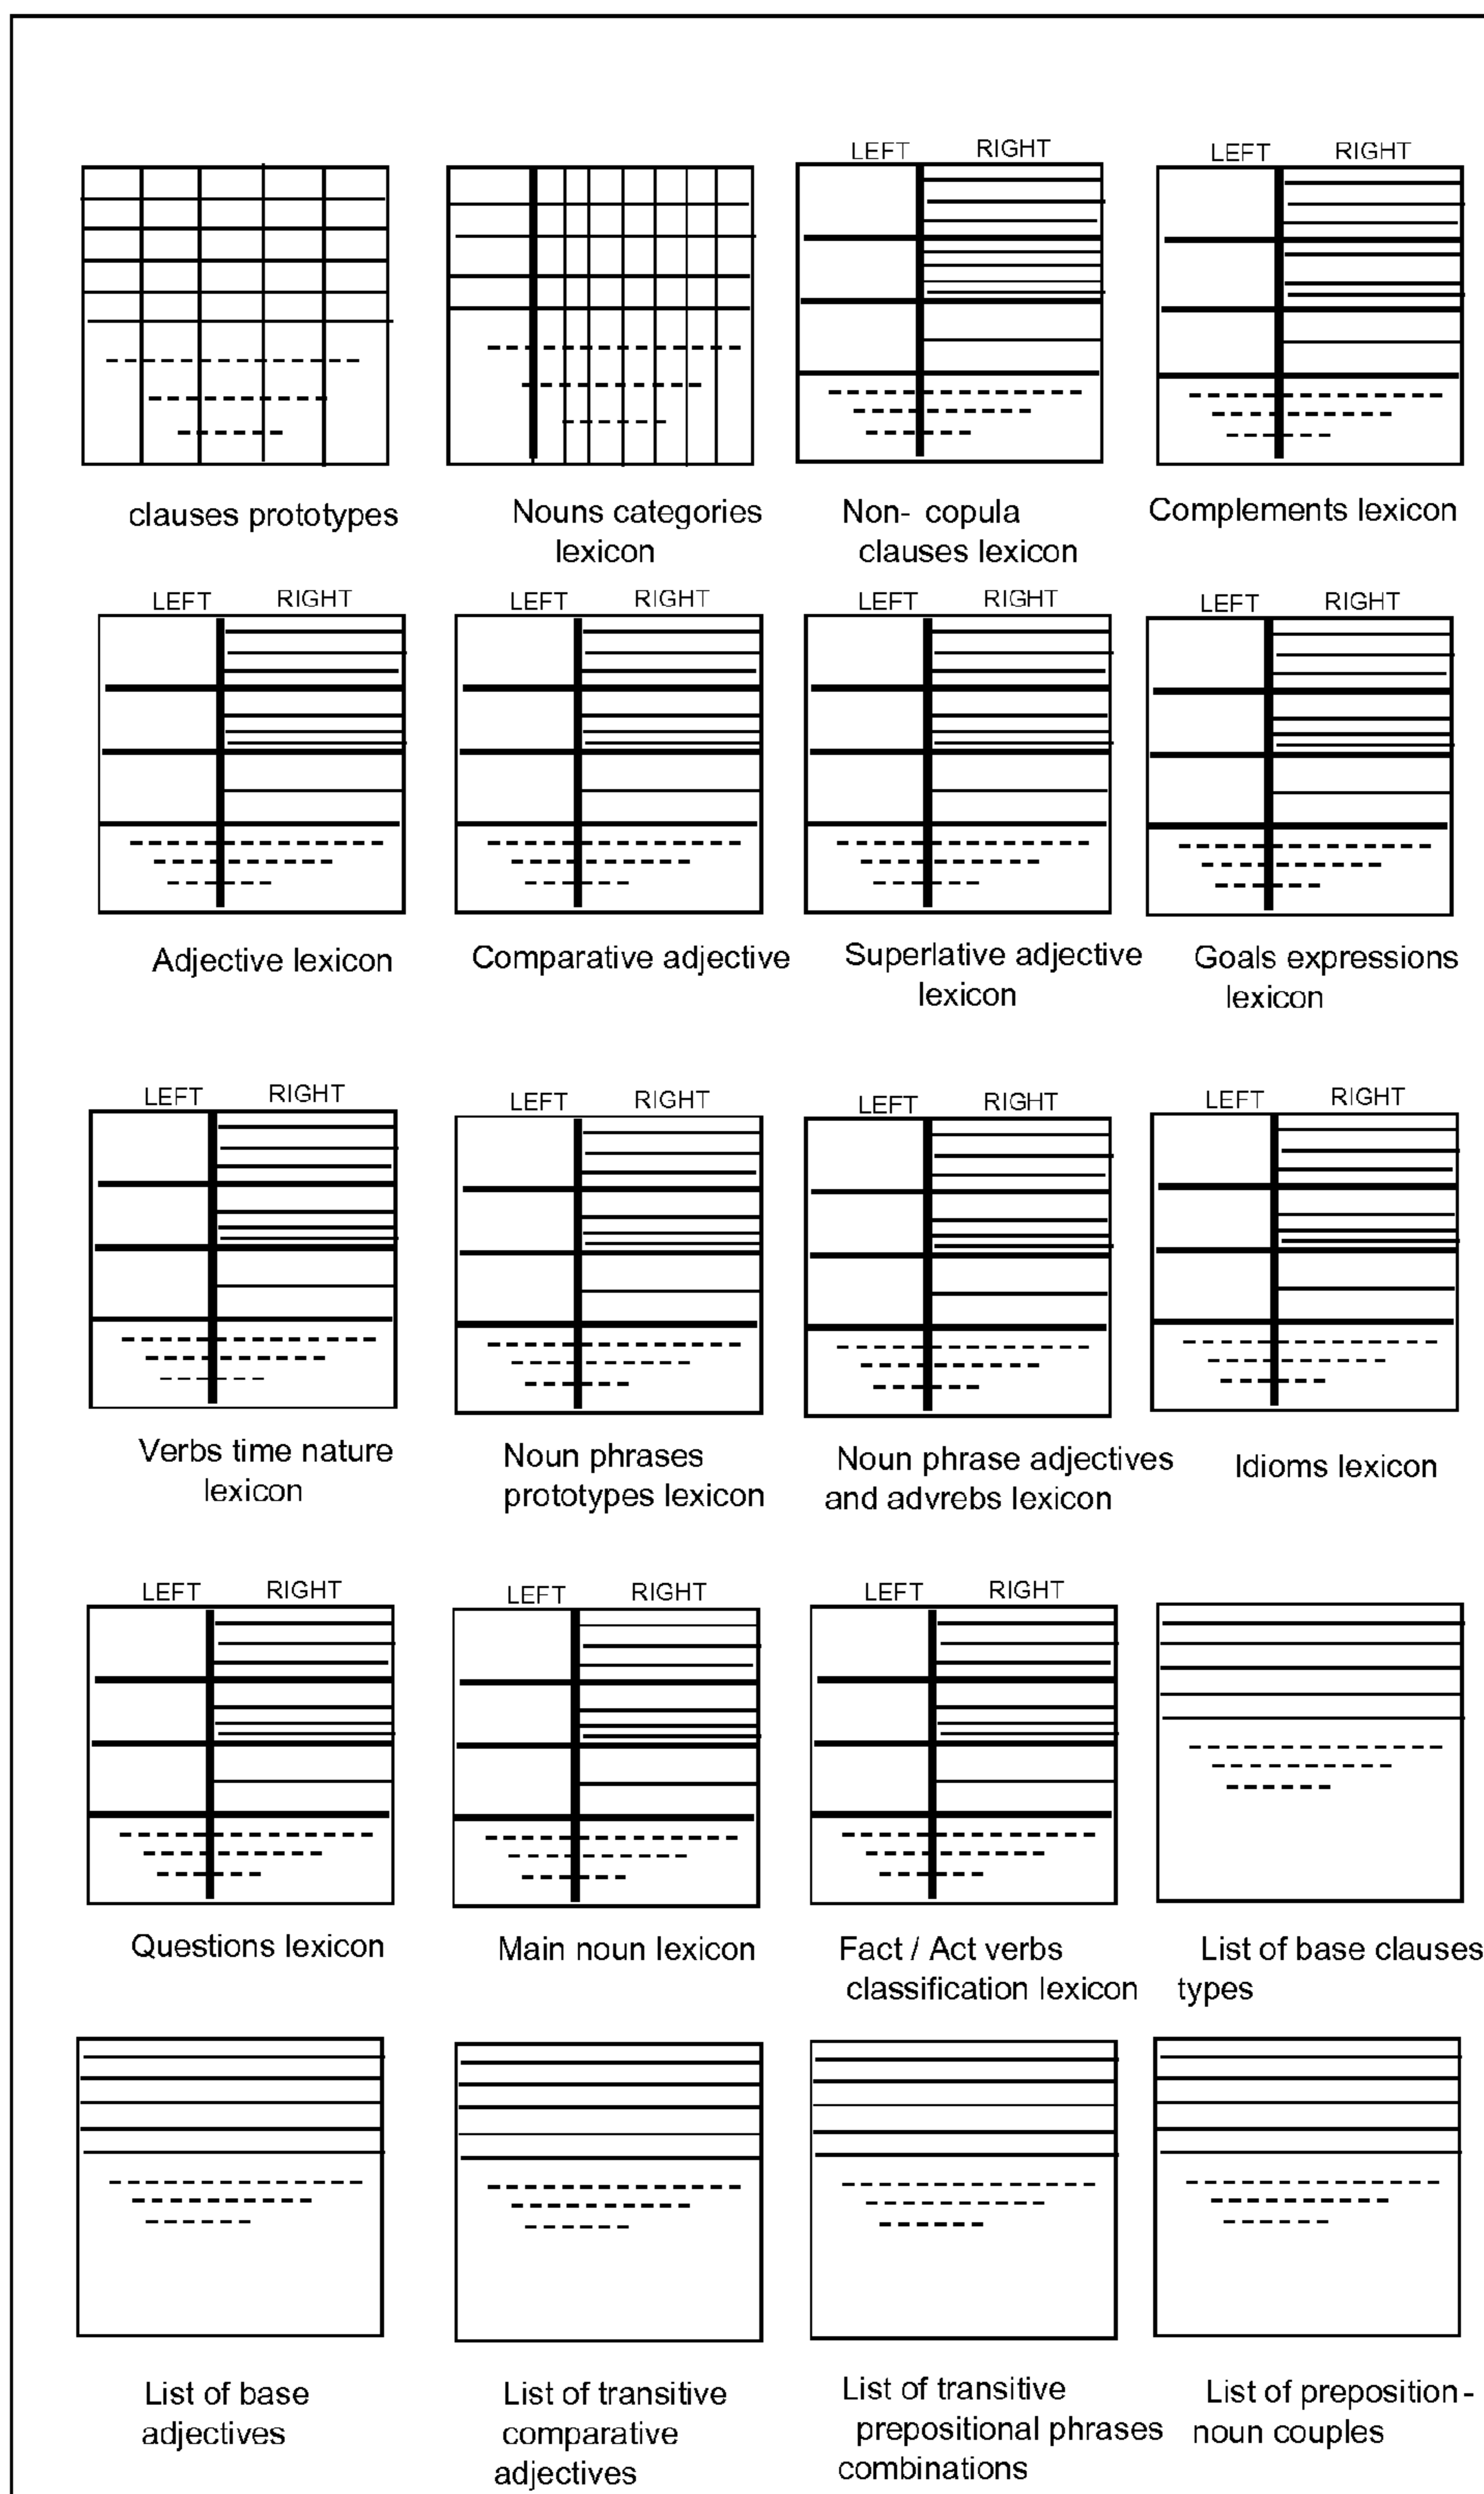 LEFT RIGHT LEFT RIGHT
clauses prototypes
Nouns categories
lexicon
Non- copula
clauses lexicon
Complements lexicon
LEFT RIGHT LEFT RIGHT LEFT RIGHT LEFT RIGHT
Adjective lexicon
Comparative adjective
Superlative adjective
lexicon
Goals expressions
lexicon
LEFT RIGHT LEFT RIGHT LEFT RIGHT LEFT RIGHT
Verbs time nature
lexicon
Noun phrases
prototypes lexicon
Noun phrase adjectives
and advrebs lexicon
Idioms lexicon
LEFT RIGHT LEFT RIGHT LEFT RIGHT
Questions lexicon
Main noun lexicon
Fact / Act verbs
classification lexicon
List of base clauses
types
List of base
adjectives
List of transitive
comparative
adjectives
List of transitive
prepositional phrases
combinations
List of preposition-
noun couples